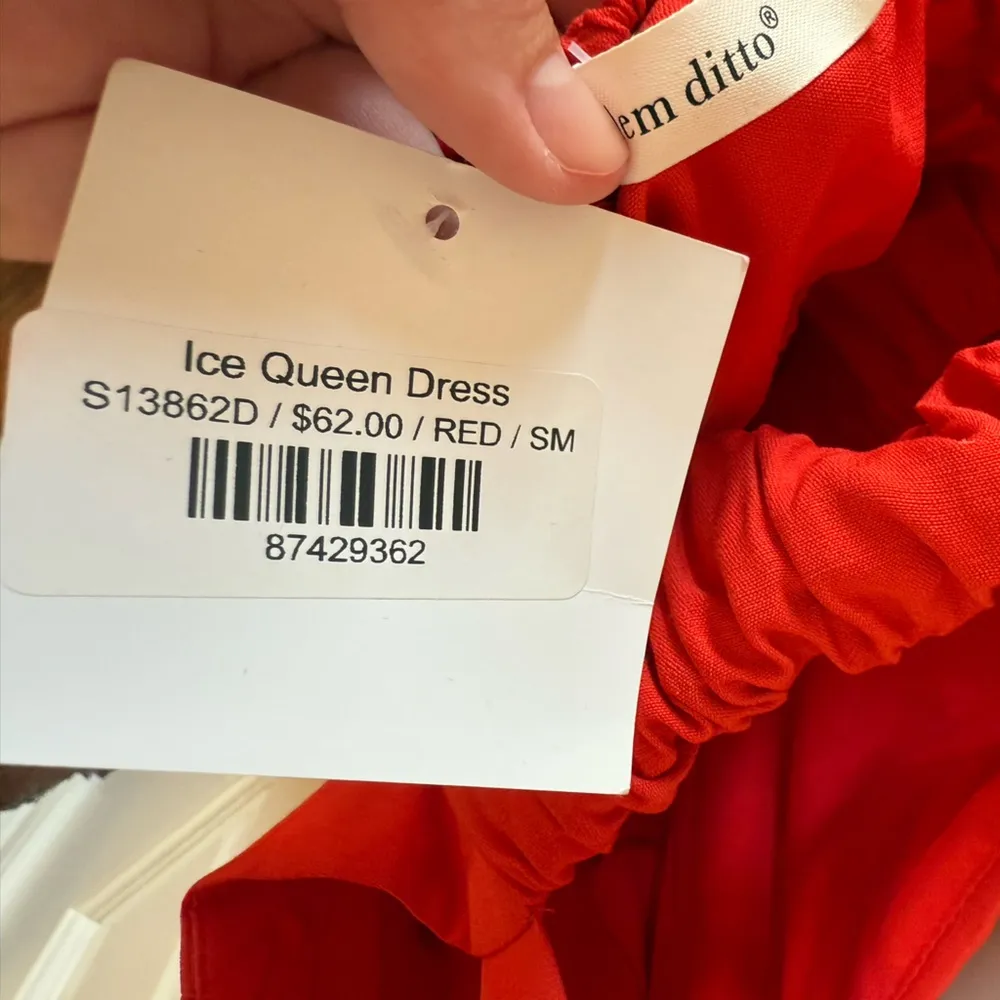 em ditto®
Ice Queen Dress
S13862D / $62.00 / RED / SM
87429362